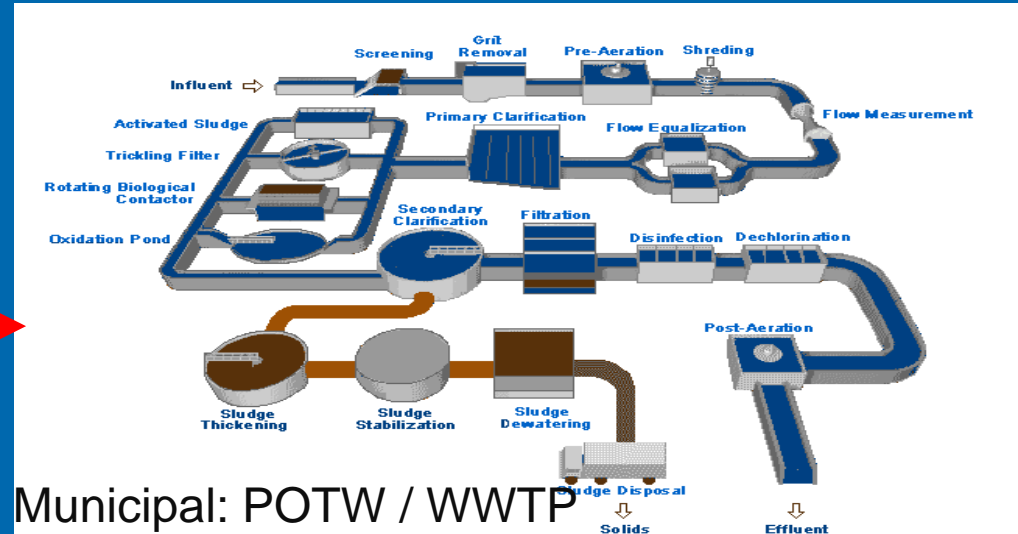 Influent
Screening
Grit
Removal
Pre-Aeration
Shreding
Flow Measurement
Flow Equalization
Primary Clarification
Activated Sludge
Trickling Filter
Rotating Biological
Contactor
Oxidation Pond
Secondary
Clarification
Filtration
Disinfection
Dechlorination
Post-Aeration
Sludge
Thickening
Sludge
Stabilization
Sludge
Dewatering
Sludge Disposal
Solids
Effluent
Municipal: POTW / WWTP